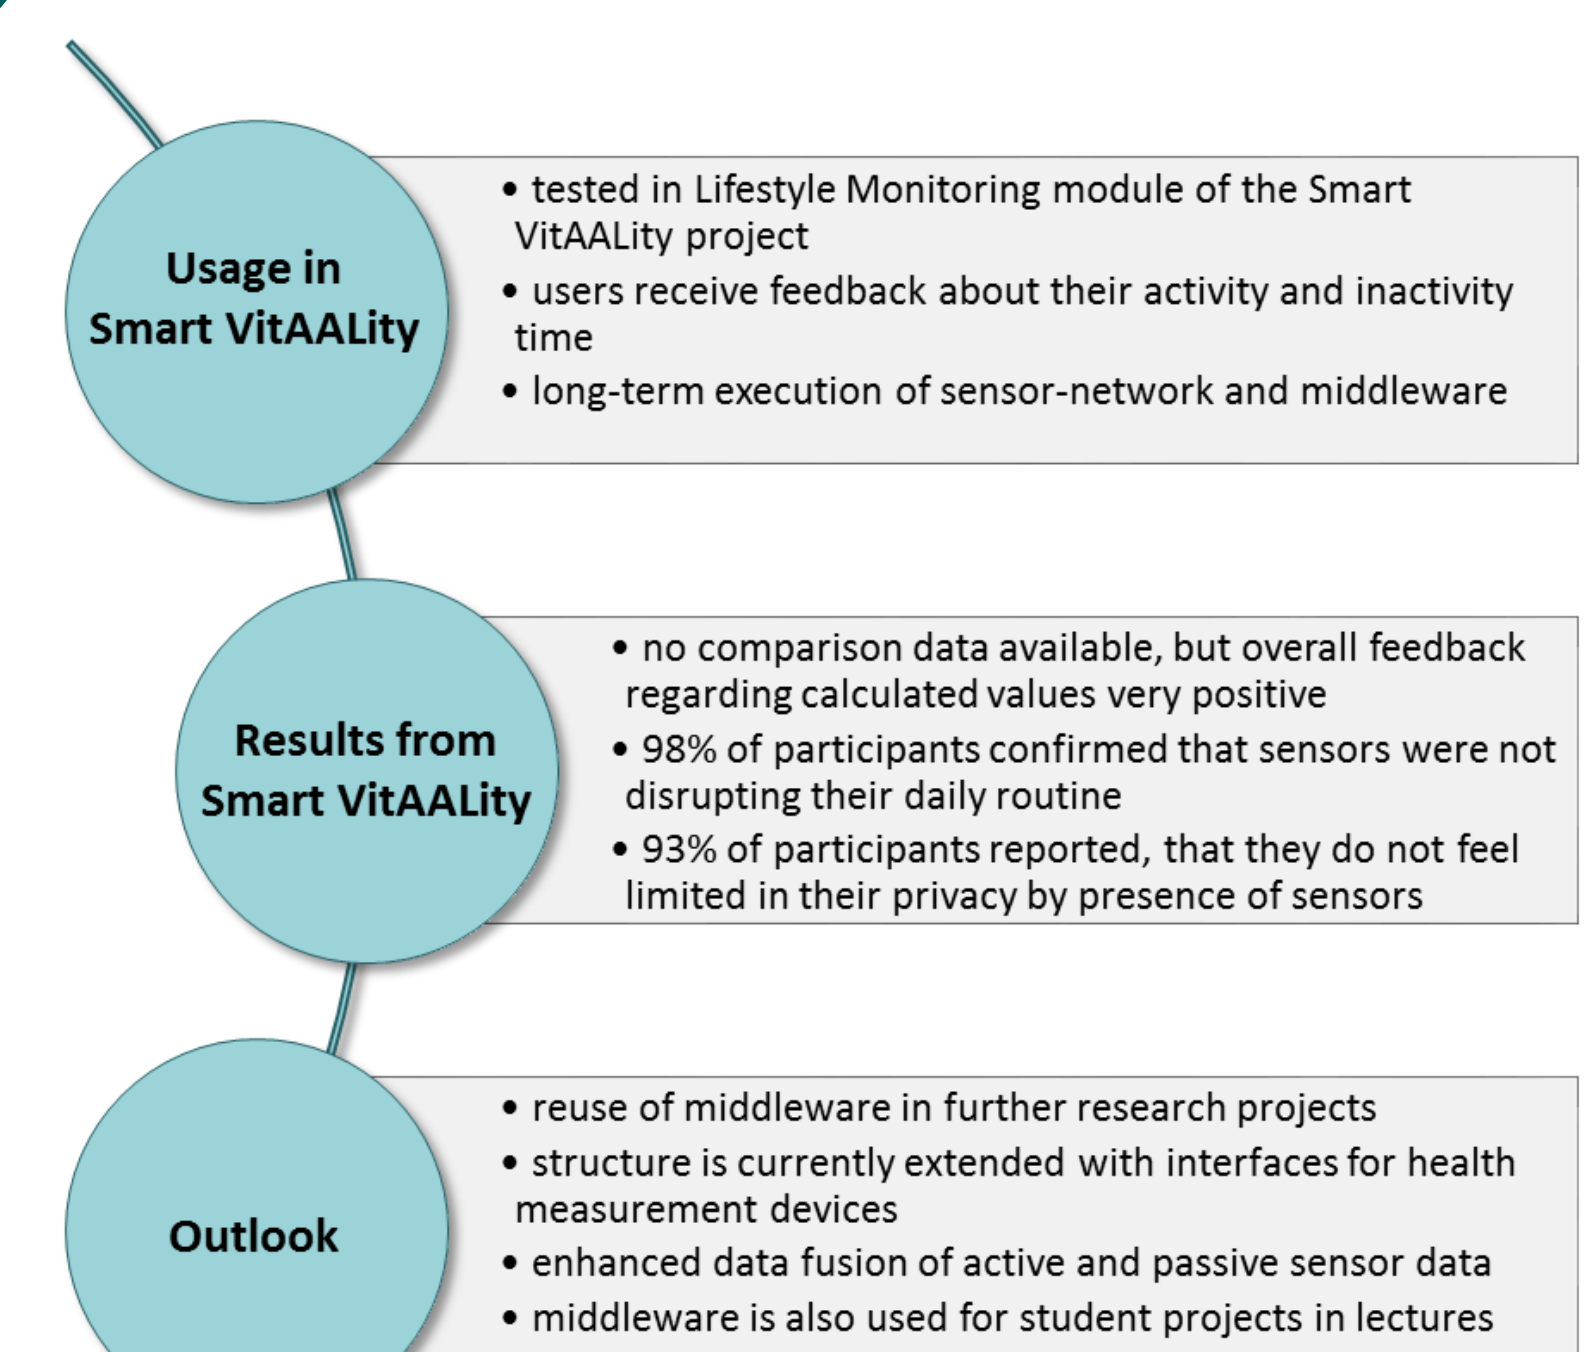 Usage in
Smart VitAALity
• tested in Lifestyle Monitoring module of the Smart
VitAALity project
• users receive feedback about their activity and inactivity
time
• long-term execution of sensor-network and middleware
Results from
Smart VitAALity
• no comparison data available, but overall feedback
regarding calculated values very positive
• 98% of participants confirmed that sensors were not
disrupting their daily routine
• 93% of participants reported, that they do not feel
limited in their privacy by presence of sensors
Outlook
• reuse of middleware in further research projects
• structure is currently extended with interfaces for health
measurement devices
• enhanced data fusion of active and passive sensor data
• middleware is also used for student projects in lectures